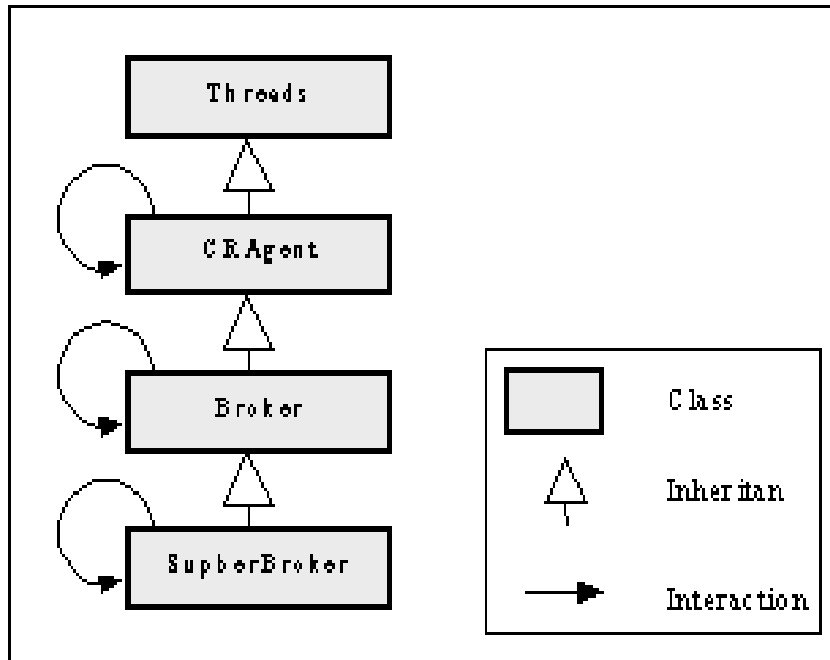 Threads
CRAgent
Broker
SupberBroker
Class
Inheritan
Interaction